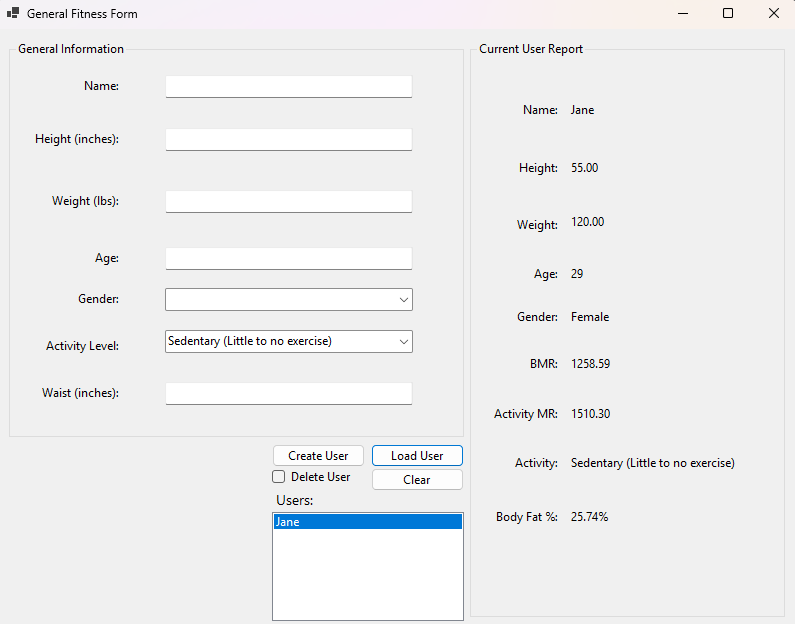 General Fitness Form
General Information
Name:
Height (inches):
Weight (lbs):
Age:
Gender:
Activity Level: Sedentary (Little to no exercise)
Waist (inches):
Create User Load User
Delete User Clear
Users:
Jane
Current User Report
Name: Jane
Height: 55.00
Weight: 120.00
Age: 29
Gender: Female
BMR: 1258.59
Activity MR: 1510.30
Activity: Sedentary (Little to no exercise)
Body Fat %: 25.74%